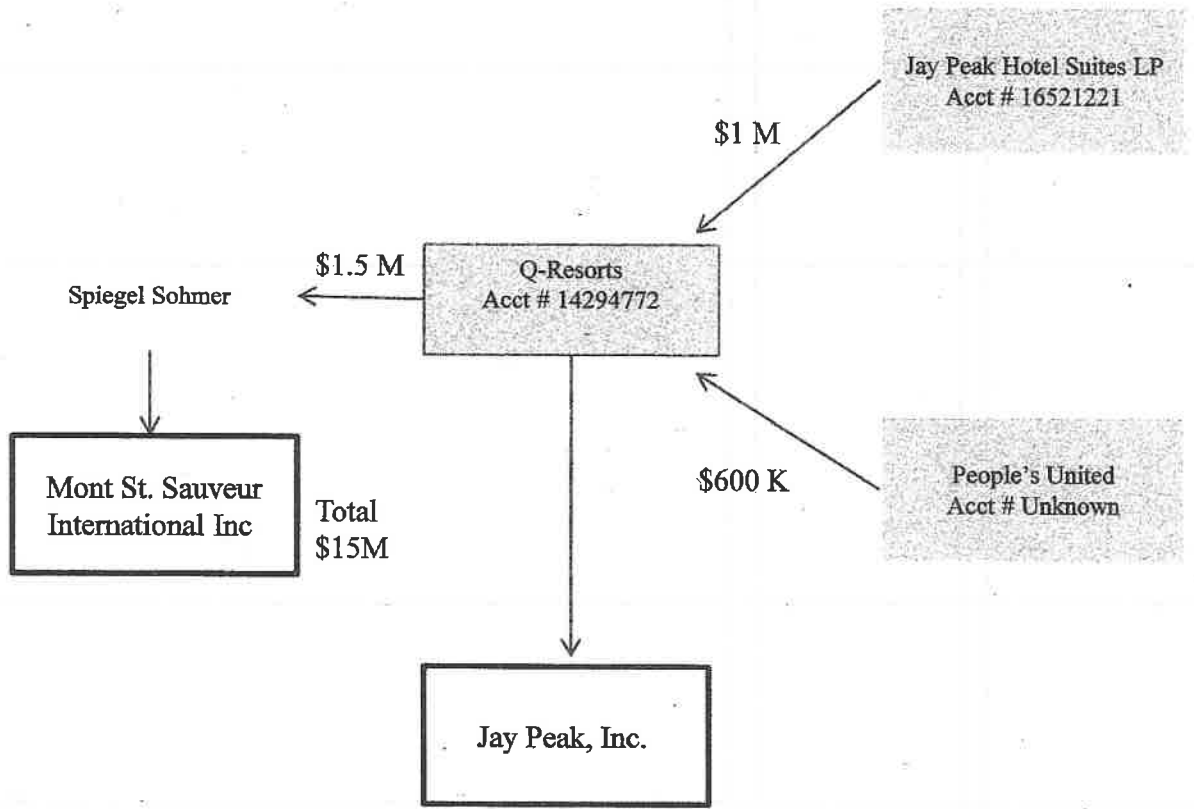 Jay Peak Hotel Suites LP
Acct # 16521221
$1 M
$1.5 M
Q-Resorts
Acct # 14294772
Spiegel Sohmer
Mont St. Sauveur
International Inc
Total
$15M
$600 K
People's United
Acct # Unknown
Jay Peak, Inc.